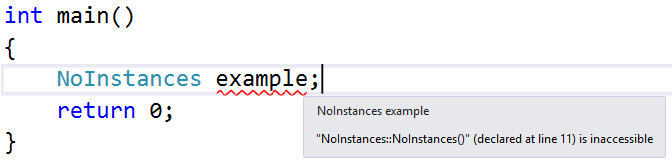 int main()
{
    NoInstances example;
    return 0;
}
NoInstances example
"NoInstances::NoInstances()" (declared at line 11) is inaccessible